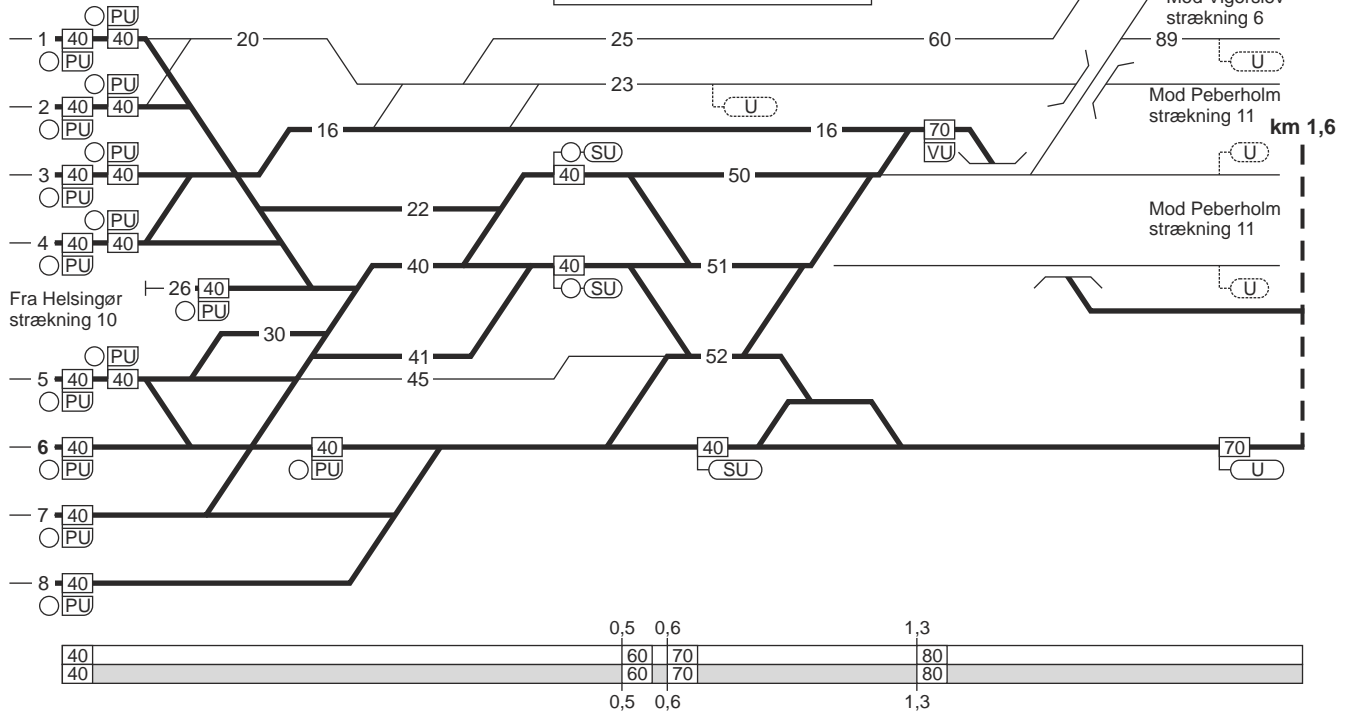 Mod Vigerslev
strækning 6
PU
1 40 40 20 25 60 89
PU U
PU
2 40 40 23 U
PU
Mod Peberholm
strækning 11
km 1,6
PU
16 16 70
VU
SU
3 40 40 40 50 U
PU
22
PU
4 40 40
PU
Mod Peberholm
strækning 11
40 40 51
SU U
26 40
PU
Fra Helsingør
strækning 10
30
PU
41 52
5 40 40 45
PU
6 40 40 40 70
PU PU SU U
7 40
PU
8 40
PU
0,5 0,6 1,3
40 60 70 80
40 60 70 80
0,5 0,6 1,3